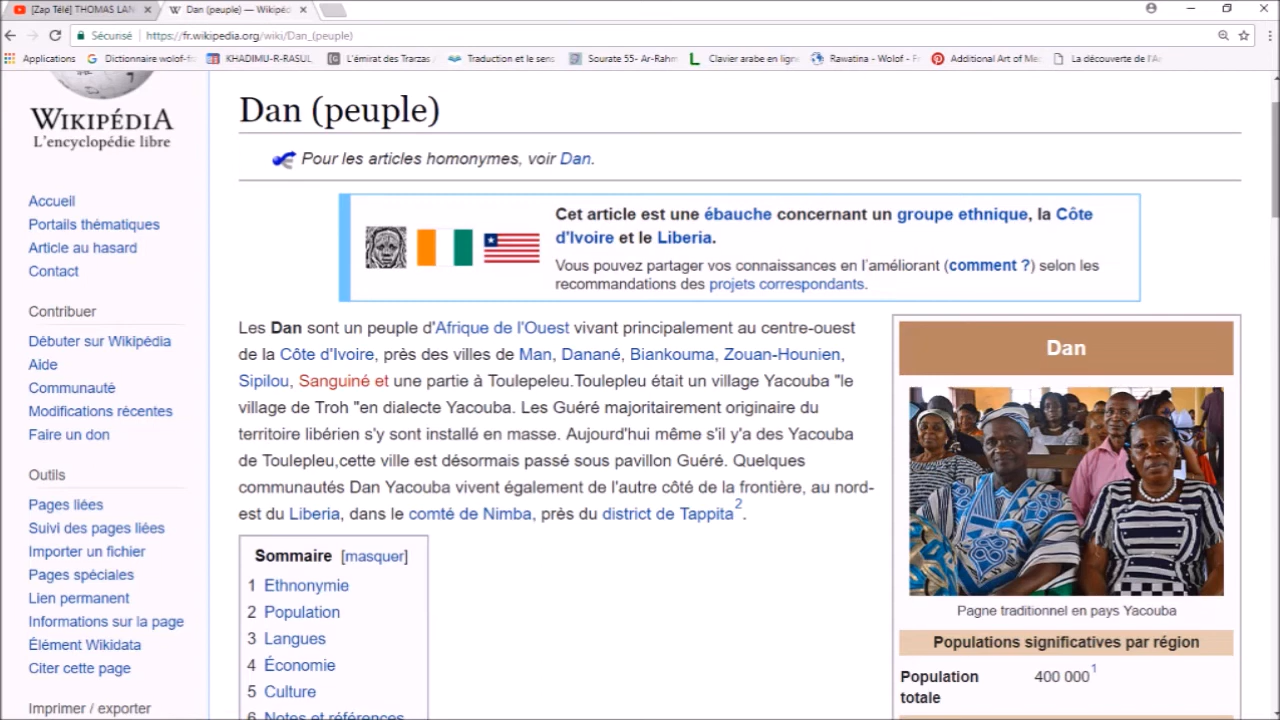 [Zap Télé] THOMAS LAN
Dan (peuple) — Wikipéd
Sécurisé
https://fr.wikipedia.org/wiki/Dan_(peuple)
Applications
Dictionnaire wolof-fr
KHADIMU-R-RASUL
L'émirat des Trarzas
Traduction et le sens
Sourate 55- Ar-Rahm
Clavier arabe en lign
Rawatina - Wolof - Fr
Additional Art of Me
La découverte de l'A
WIKIPÉDIA
L'encyclopédie libre
Accueil
Portails thématiques
Article au hasard
Contact
Contribuer
Débuter sur Wikipédia
Aide
Communauté
Modifications récentes
Faire un don
Outils
Pages liées
Suivi des pages liées
Importer un fichier
Pages spéciales
Lien permanent
Informations sur la page
Élément Wikidata
Citer cette page
Imprimer / exporter
Dan (peuple)
Pour les articles homonymes, voir Dan.
Cet article est une ébauche concernant un groupe ethnique, la Côte
d'Ivoire et le Liberia.
Vous pouvez partager vos connaissances en l'améliorant (comment ?) selon les
recommandations des projets correspondants.
Les Dan sont un peuple d'Afrique de l'Ouest vivant principalement au centre-ouest
de la Côte d'Ivoire, près des villes de Man, Danané, Biankouma, Zouan-Hounien,
Sipilou, Sanguiné et une partie à Toulepeleu.Toulepleu était un village Yacouba "le
village de Troh "en dialecte Yacouba. Les Guéré majoritairement originaire du
territoire libérien s'y sont installé en masse. Aujourd'hui même s'il y'a des Yacouba
de Toulepleu,cette ville est désormais passé sous pavillon Guéré. Quelques
communautés Dan Yacouba vivent également de l'autre côté de la frontière, au nord-
est du Liberia, dans le comté de Nimba, près du district de Tappita2.
Sommaire [masquer]
1 Ethnonymie
2 Population
3 Langues
4 Économie
5 Culture
6 Notes et références
Dan
Pagne traditionnel en pays Yacouba
Populations significatives par région
Population
totale
400 0001